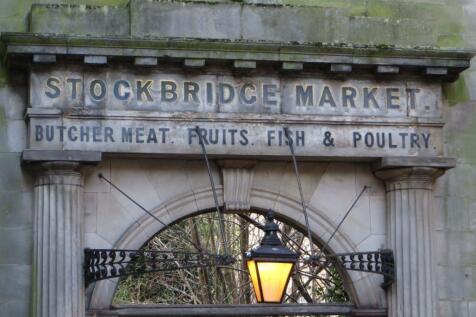 STOCKBRIDGE MARKET.
BUTCHER MEAT. FRUITS. FISH & POULTRY.